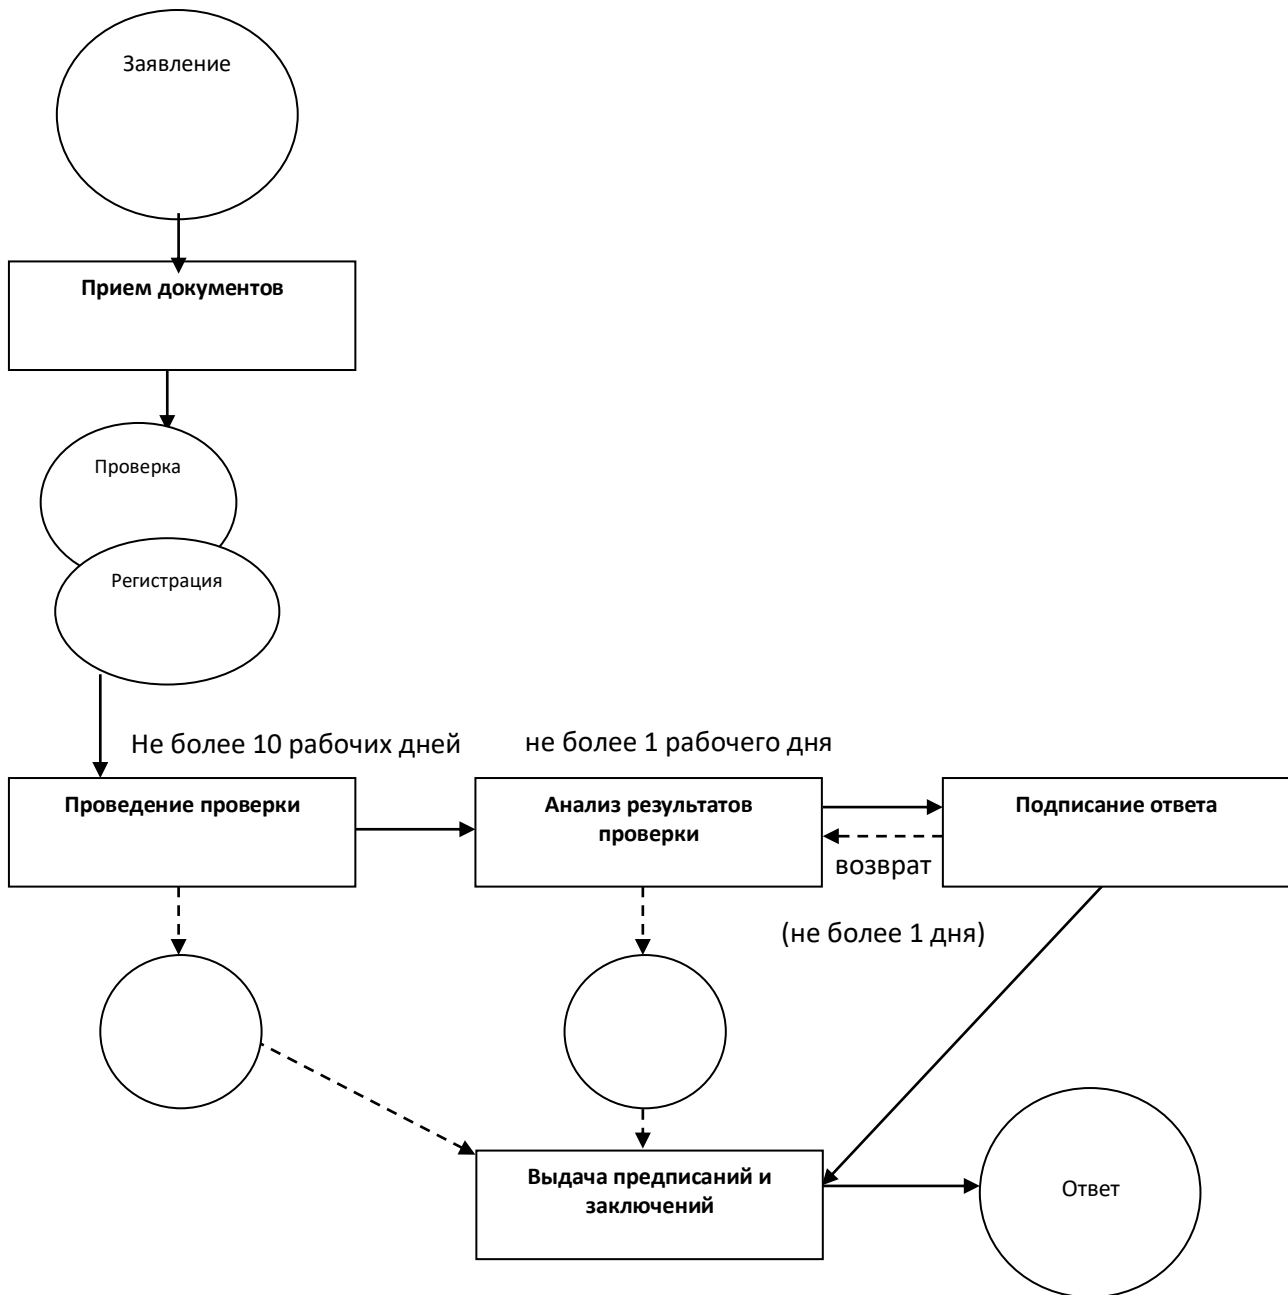 Заявление
Прием документов
Проверка
Регистрация
Не более 10 рабочих дней
не более 1 рабочего дня
Проведение проверки
Анализ результатов
проверки
Подписание ответа
возврат
(не более 1 дня)
Выдача предписаний и
заключений
Ответ